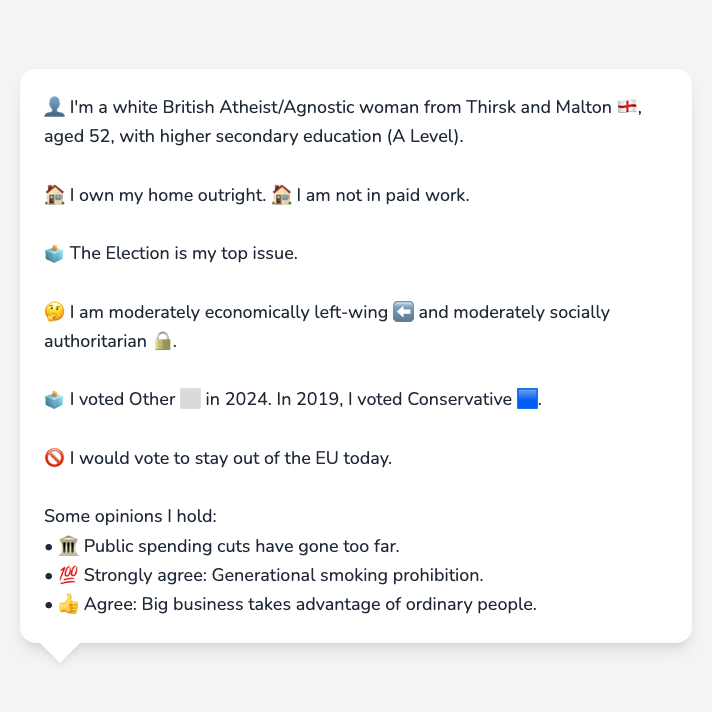 👤 I'm a white British Atheist/Agnostic woman from Thirsk and Malton 🏴󠁧󠁢󠁥󠁮󠁧󠁿,
aged 52, with higher secondary education (A Level).
🏠 I own my home outright. 🏠 I am not in paid work.
🗳️ The Election is my top issue.
🤔 I am moderately economically left-wing ⬅️ and moderately socially
authoritarian 🔒.
🗳️ I voted Other ⬜ in 2024. In 2019, I voted Conservative 🟦.
🚫 I would vote to stay out of the EU today.
Some opinions I hold:
• 🏛️ Public spending cuts have gone too far.
• 💯 Strongly agree: Generational smoking prohibition.
• 👍 Agree: Big business takes advantage of ordinary people.